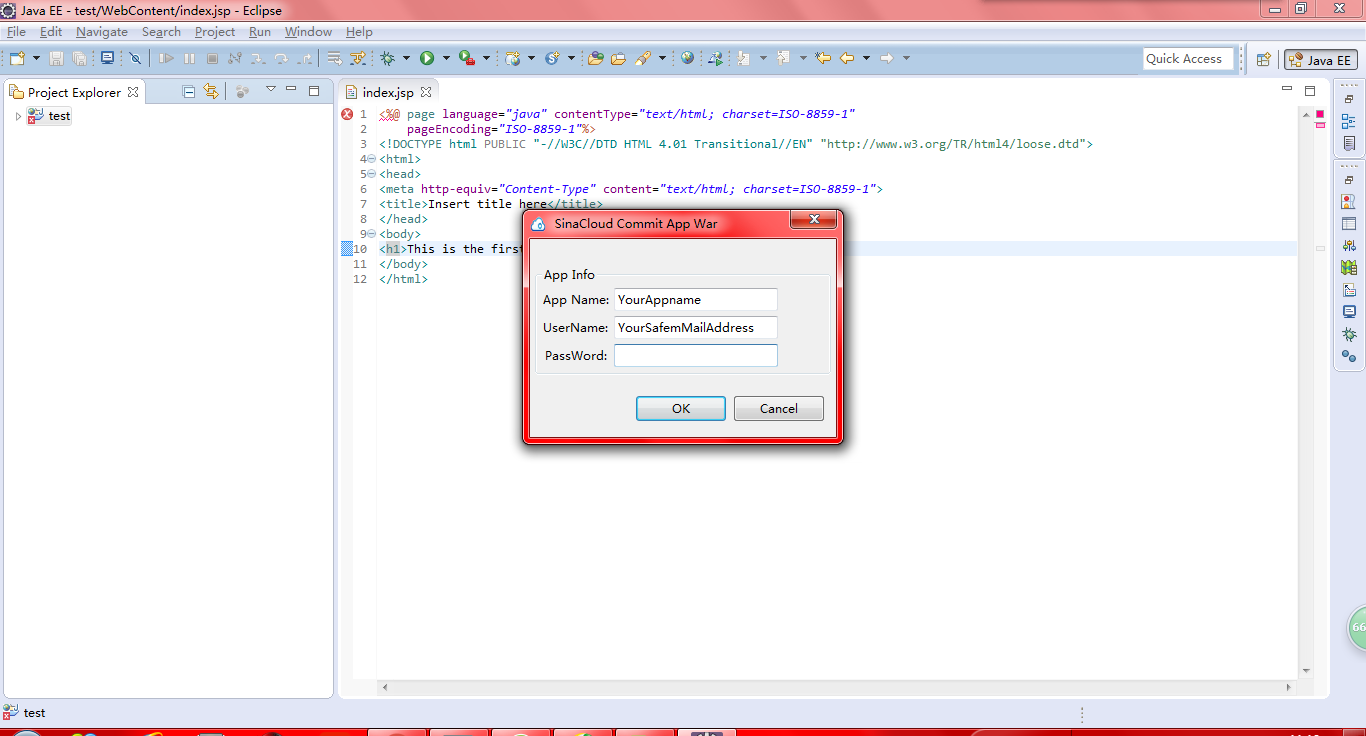 Java EE - test/WebContent/index.jsp - Eclipse
File Edit Navigate Search Project Run Window Help
Quick Access
Java EE
Project Explorer
index.jsp
test
1 <%@ page language="java" contentType="text/html; charset=ISO-8859-1"
2 pageEncoding="ISO-8859-1"%>
3 <!DOCTYPE html PUBLIC "-//W3C//DTD HTML 4.01 Transitional//EN" "http://www.w3.org/TR/html4/loose.dtd">
4 <html>
5 <head>
6 <meta http-equiv="Content-Type" content="text/html; charset=ISO-8859-1">
7 <title>Insert title here</title>
8 </head>
9 <body>
10 <h1>This is the first
11 </body>
12 </html>
SinaCloud Commit App War
App Info
App Name: YourAppname
UserName: YourSafemMailAddress
PassWord:
OK Cancel
66
test